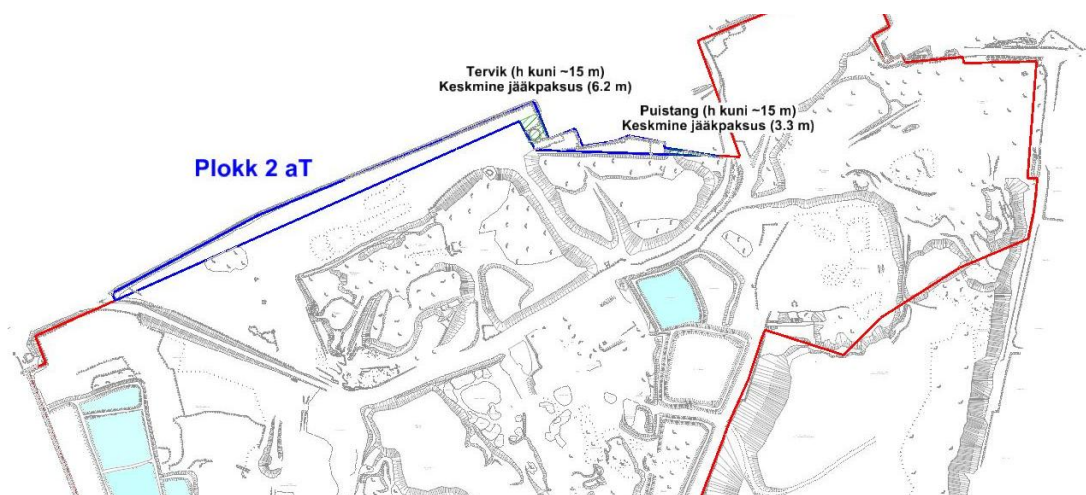 Tervik (h kuni ~15 m)
Keskmine jääkpaksus (6.2 m)
Puistang (h kuni ~15 m)
Keskmine jääkpaksus (3.3 m)
Plokk 2 aT